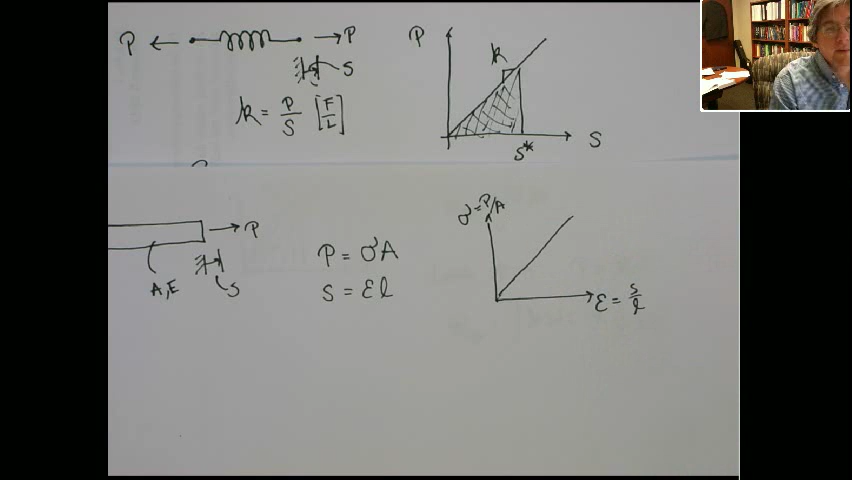 P P P
k
S
k = P/S [F/L]
S* S
σ = P/A
P
P = σA
A,E S S = εl
ε = S/l